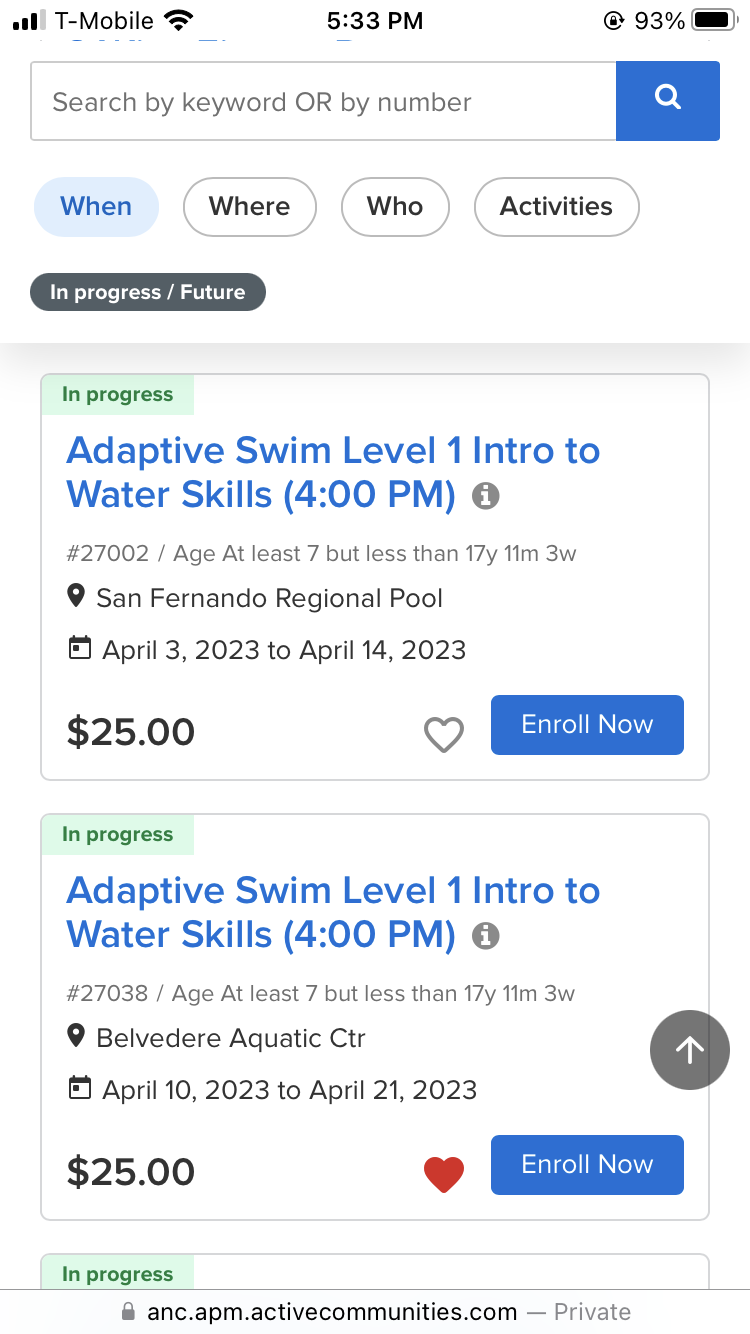 T-Mobile 5:33 PM 93%
Search by keyword OR by number
When Where Who Activities
In progress / Future
In progress
Adaptive Swim Level 1 Intro to
Water Skills (4:00 PM)
#27002 / Age At least 7 but less than 17y 11m 3w
San Fernando Regional Pool
April 3, 2023 to April 14, 2023
$25.00 Enroll Now
In progress
Adaptive Swim Level 1 Intro to
Water Skills (4:00 PM)
#27038 / Age At least 7 but less than 17y 11m 3w
Belvedere Aquatic Ctr
April 10, 2023 to April 21, 2023
$25.00 Enroll Now
In progress
anc.apm.activecommunities.com — Private